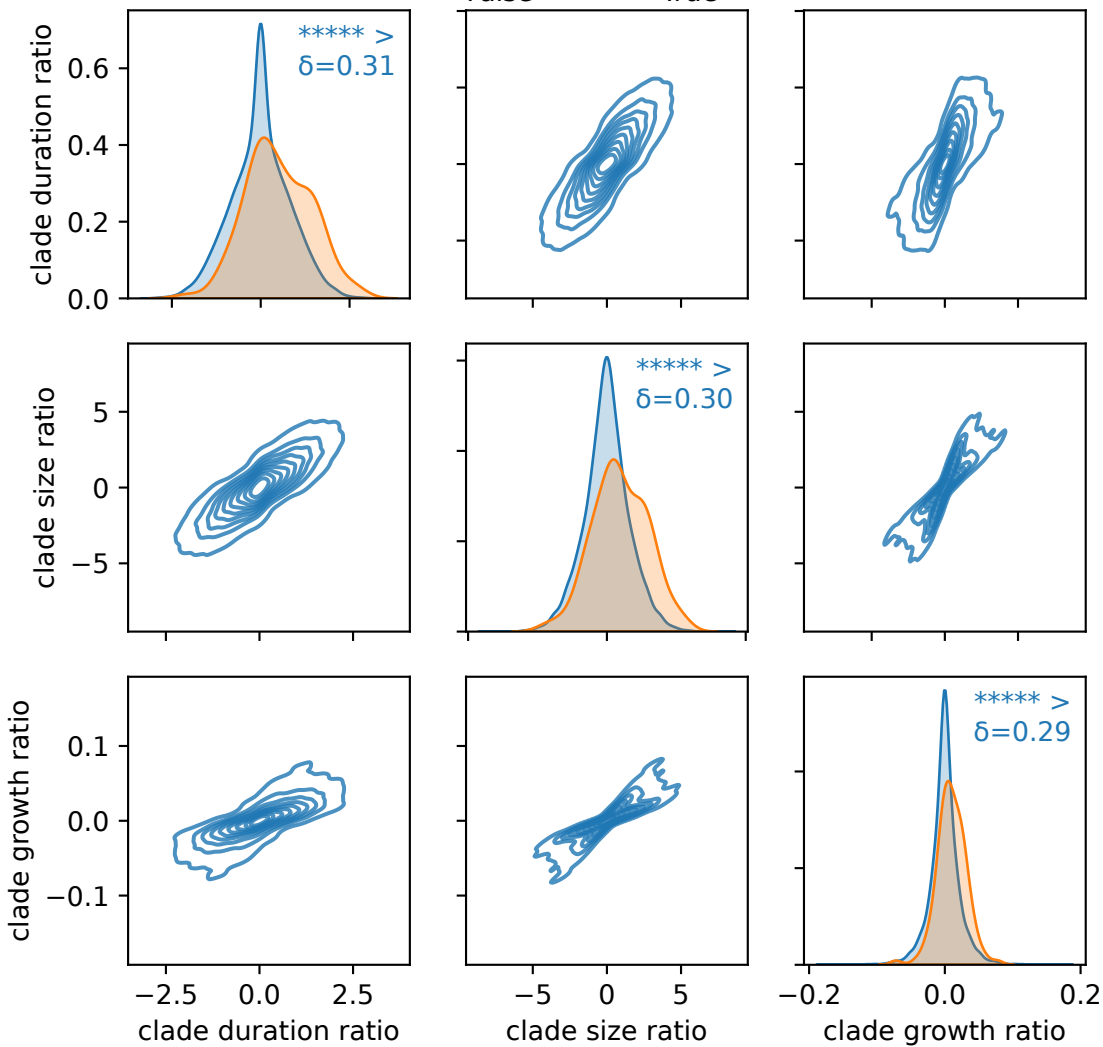 ***** >
δ=0.31
clade duration ratio
0.6
0.4
0.2
0.0
***** >
δ=0.30
clade size ratio
5
0
−5
***** >
δ=0.29
clade growth ratio
0.1
0.0
−0.1
−2.5 0.0 2.5
−5 0 5
−0.2 0.0 0.2
clade duration ratio
clade size ratio
clade growth ratio